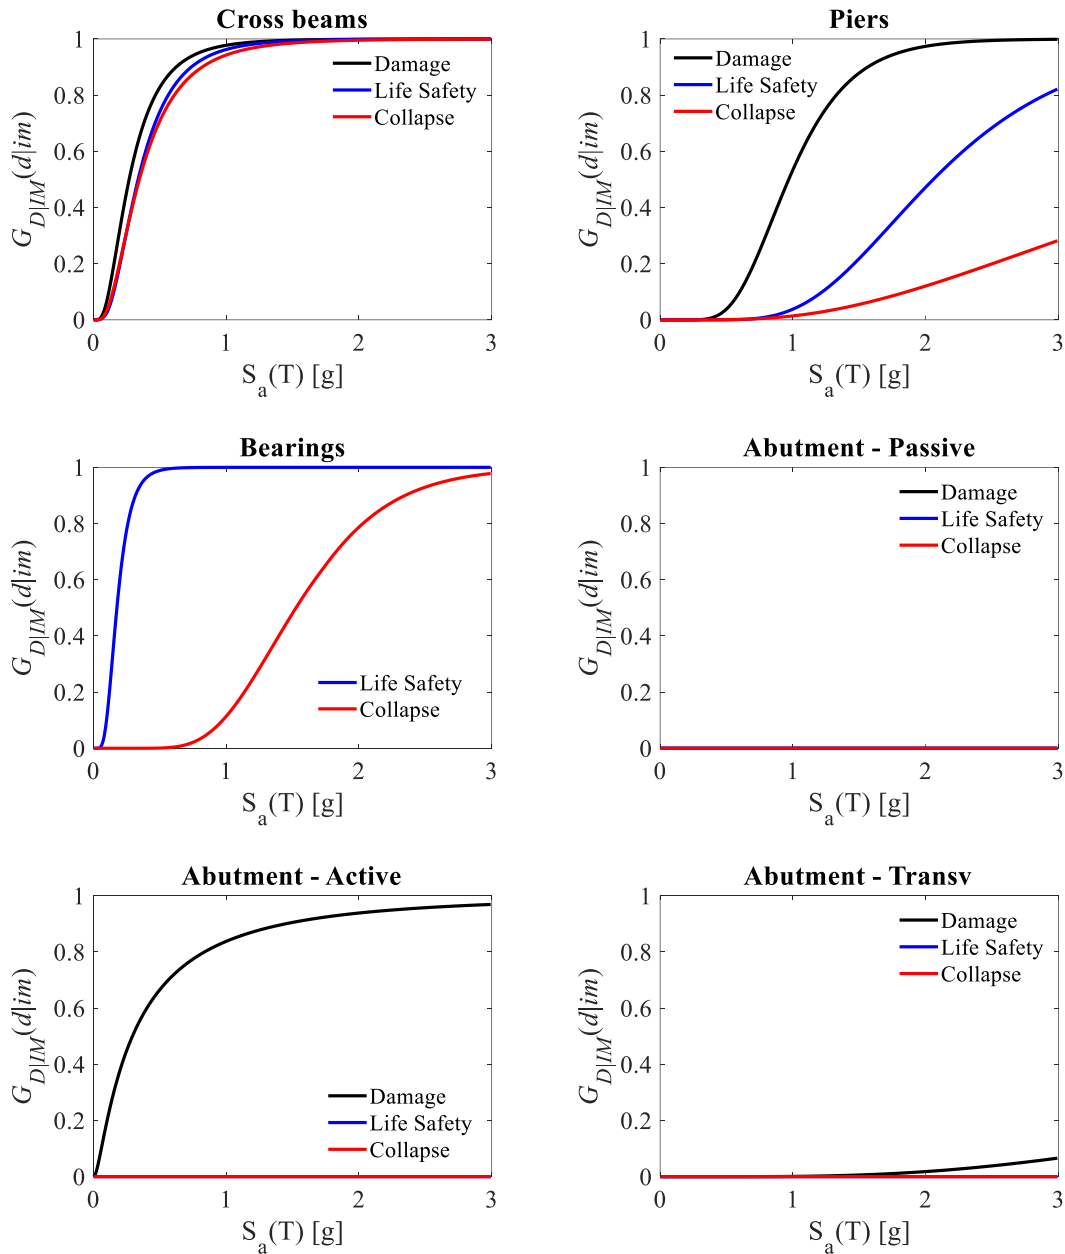 Cross beams
1
0.8
0.6
0.4
0.2
0
0 1 2 3
G_{D|IM}(d|im)
S_a(T) [g]
Damage
Life Safety
Collapse
Piers
1
0.8
0.6
0.4
0.2
0
0 1 2 3
G_{D|IM}(d|im)
S_a(T) [g]
Damage
Life Safety
Collapse
Bearings
1
0.8
0.6
0.4
0.2
0
0 1 2 3
G_{D|IM}(d|im)
S_a(T) [g]
Life Safety
Collapse
Abutment - Passive
1
0.8
0.6
0.4
0.2
0
0 1 2 3
G_{D|IM}(d|im)
S_a(T) [g]
Damage
Life Safety
Collapse
Abutment - Active
1
0.8
0.6
0.4
0.2
0
0 1 2 3
G_{D|IM}(d|im)
S_a(T) [g]
Damage
Life Safety
Collapse
Abutment - Transv
1
0.8
0.6
0.4
0.2
0
0 1 2 3
G_{D|IM}(d|im)
S_a(T) [g]
Damage
Life Safety
Collapse